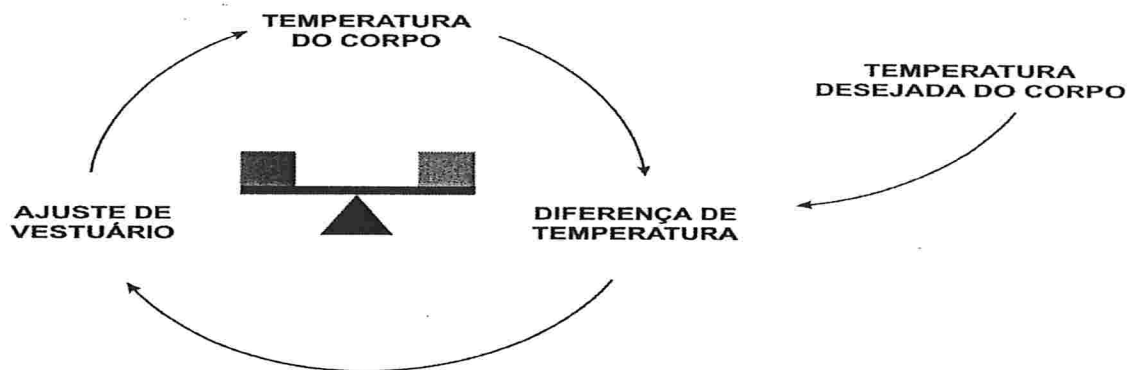 TEMPERATURA
DO CORPO
TEMPERATURA
DESEJADA DO CORPO
AJUSTE DE
VESTUÁRIO
DIFERENÇA DE
TEMPERATURA